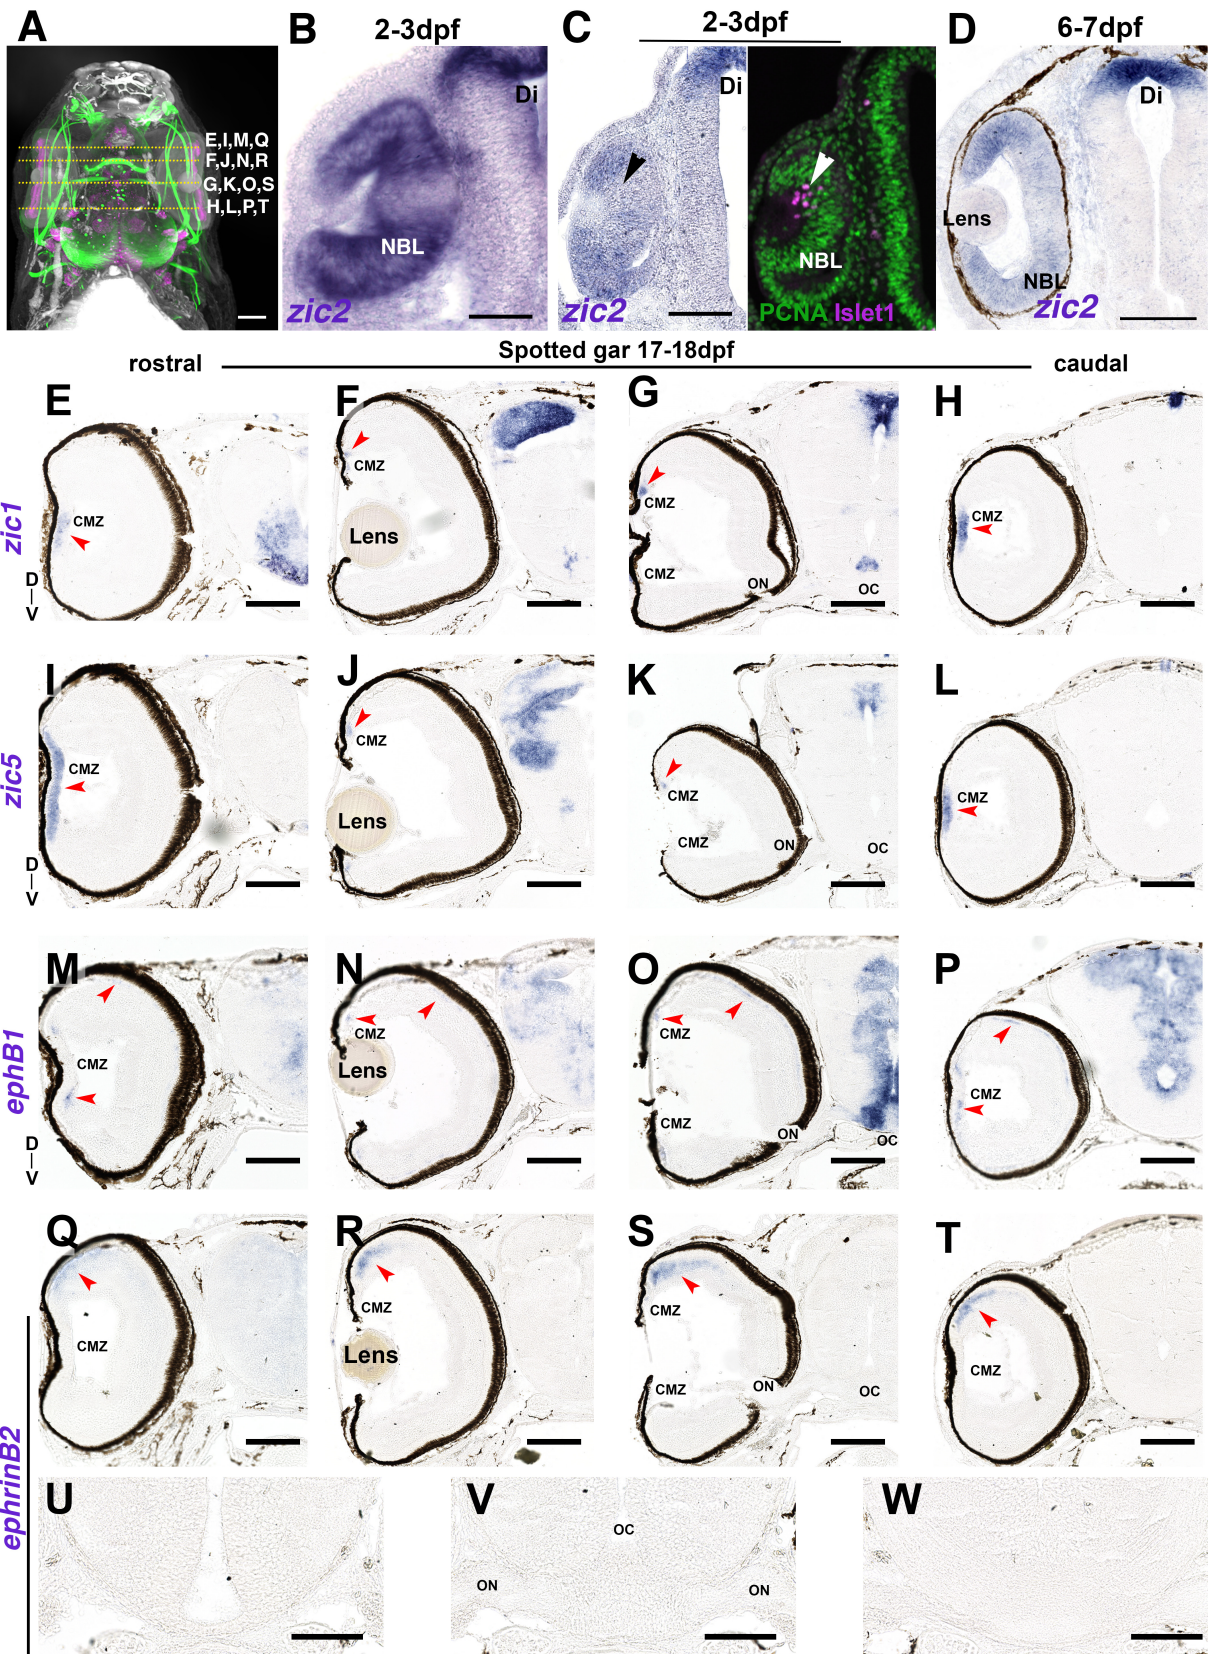 A
E,I,M,Q
F,J,N,R
G,K,O,S
H,L,P,T
B
2-3dpf
Di
NBL
zic2
C
2-3dpf
Di
zic2
NBL
PCNA Islet1
D
6-7dpf
Di
Lens
NBL
zic2
Spotted gar 17-18dpf
rostral
caudal
zic1
D
V
E
CMZ
F
CMZ
Lens
G
CMZ
CMZ
ON
OC
H
CMZ
zic5
D
V
I
CMZ
J
CMZ
Lens
K
CMZ
CMZ
ON
OC
L
CMZ
ephB1
D
V
M
CMZ
N
CMZ
Lens
O
CMZ
CMZ
ON
OC
P
CMZ
ephrinB2
Q
CMZ
R
CMZ
Lens
S
CMZ
CMZ
ON
OC
T
CMZ
U
V
OC
ON
ON
W